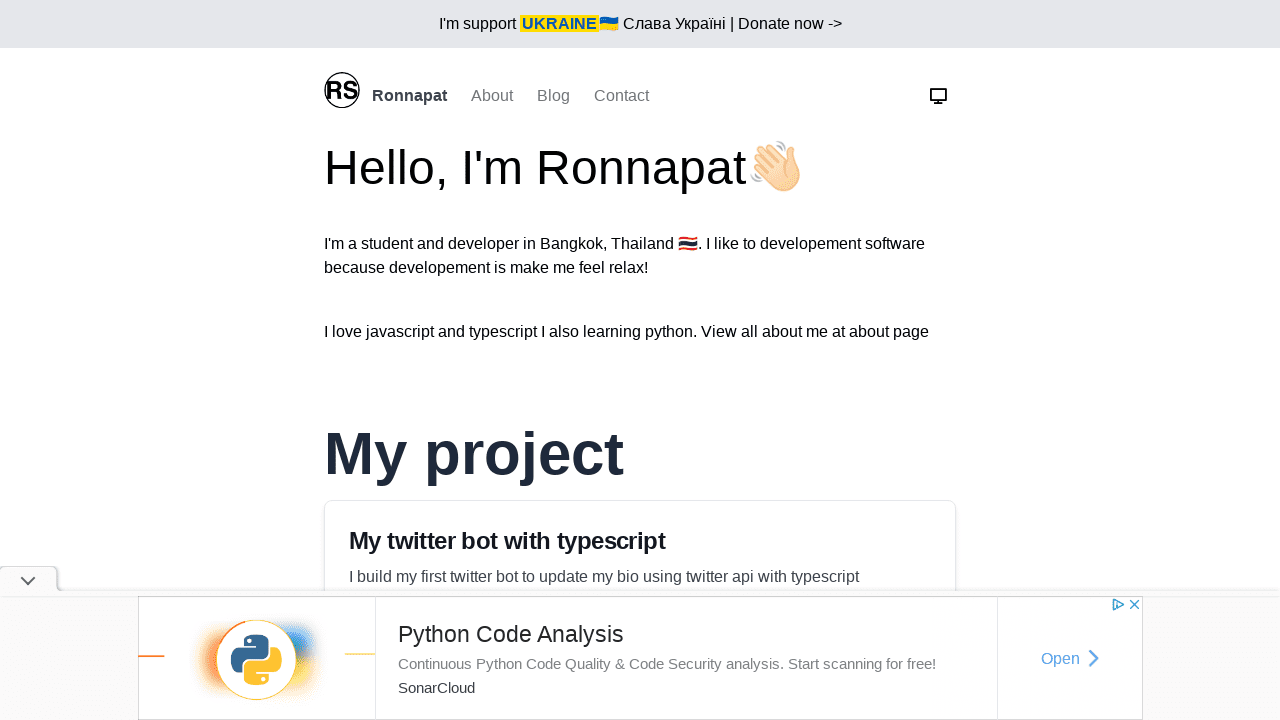 I'm support UKRAINE🇺🇦 Слава Україні | Donate now ->
RS Ronnapat About Blog Contact
Hello, I'm Ronnapat👋🏻
I'm a student and developer in Bangkok, Thailand 🇹🇭. I like to developement software
because developement is make me feel relax!
I love javascript and typescript I also learning python. View all about me at about page
My project
My twitter bot with typescript
I build my first twitter bot to update my bio using twitter api with typescript
Python Code Analysis
Continuous Python Code Quality & Code Security analysis. Start scanning for free!
SonarCloud
Open